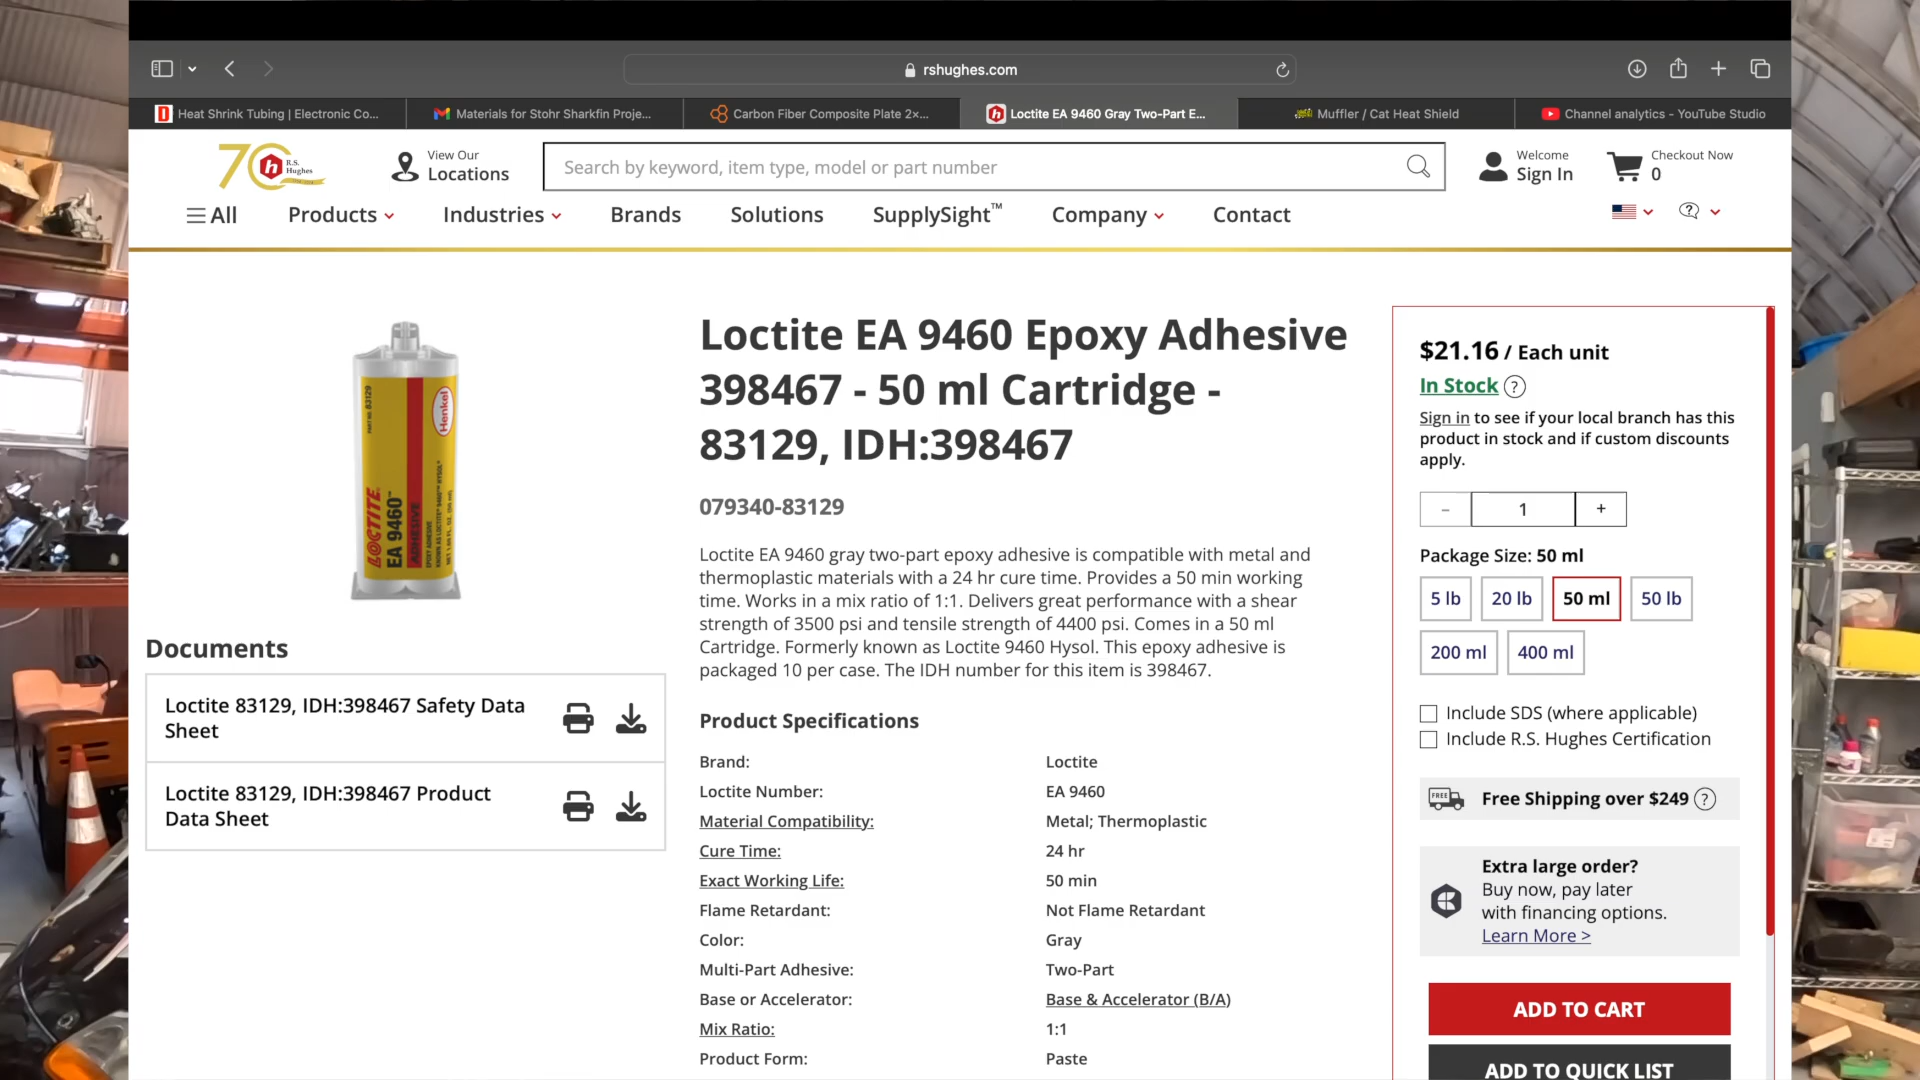 rshughes.com
Heat Shrink Tubing | Electronic Co...
Materials for Stohr Sharkfin Proje...
Carbon Fiber Composite Plate 2×...
Loctite EA 9460 Gray Two-Part E...
Muffler / Cat Heat Shield
Channel analytics - YouTube Studio
70 h R.S. Hughes
View Our
Locations
Search by keyword, item type, model or part number
Welcome
Sign In
Checkout Now
0
All
Products
Industries
Brands
Solutions
SupplySight™
Company
Contact
Loctite EA 9460 Epoxy Adhesive
398467 - 50 ml Cartridge -
83129, IDH:398467
079340-83129
Loctite EA 9460 gray two-part epoxy adhesive is compatible with metal and
thermoplastic materials with a 24 hr cure time. Provides a 50 min working
time. Works in a mix ratio of 1:1. Delivers great performance with a shear
strength of 3500 psi and tensile strength of 4400 psi. Comes in a 50 ml
Cartridge. Formerly known as Loctite 9460 Hysol. This epoxy adhesive is
packaged 10 per case. The IDH number for this item is 398467.
PART NO. 83129
Henkel
LOCTITE
EA 9460™
ADHESIVE
EPOXY ADHESIVE
Documents
Loctite 83129, IDH:398467 Safety Data
Sheet
Loctite 83129, IDH:398467 Product
Data Sheet
Product Specifications
Brand: Loctite
Loctite Number: EA 9460
Material Compatibility: Metal; Thermoplastic
Cure Time: 24 hr
Exact Working Life: 50 min
Flame Retardant: Not Flame Retardant
Color: Gray
Multi-Part Adhesive: Two-Part
Base or Accelerator: Base & Accelerator (B/A)
Mix Ratio: 1:1
Product Form: Paste
$21.16 / Each unit
In Stock ?
Sign in to see if your local branch has this
product in stock and if custom discounts
apply.
- 1 +
Package Size: 50 ml
5 lb 20 lb 50 ml 50 lb
200 ml 400 ml
Include SDS (where applicable)
Include R.S. Hughes Certification
FREE Free Shipping over $249 ?
Extra large order?
Buy now, pay later
with financing options.
Learn More >
ADD TO CART
ADD TO QUICK LIST